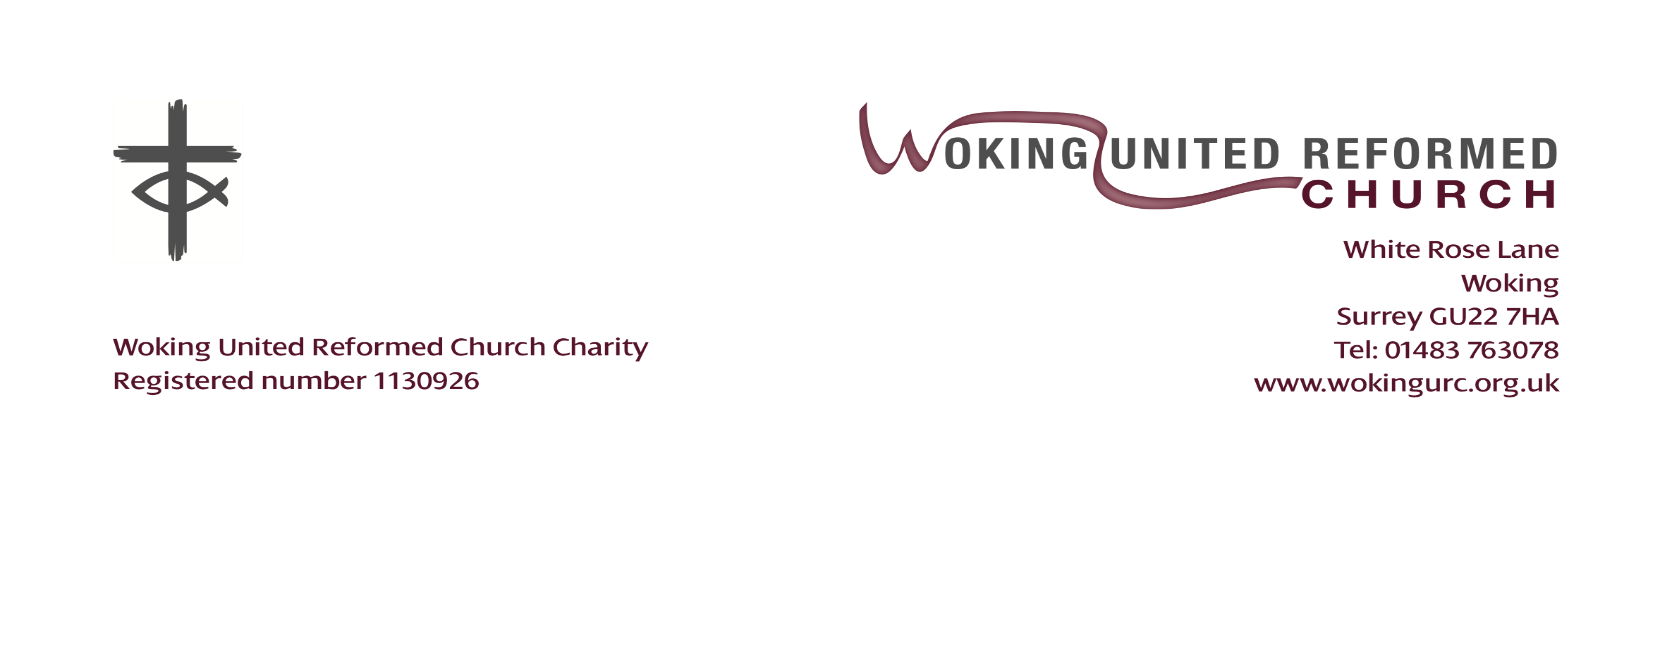 WOKING UNITED REFORMED
CHURCH
White Rose Lane
Woking
Surrey GU22 7HA
Tel: 01483 763078
www.wokingurc.org.uk
Woking United Reformed Church Charity
Registered number 1130926